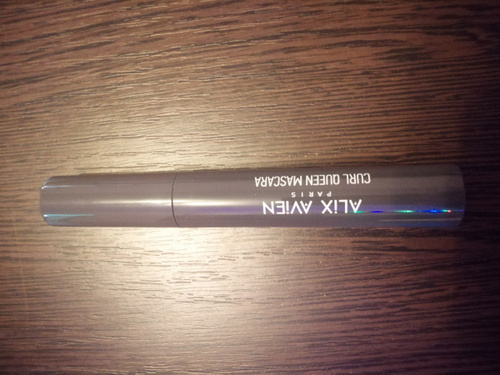 ALiX AViEN
PARIS
CURL QUEEN MASCARA